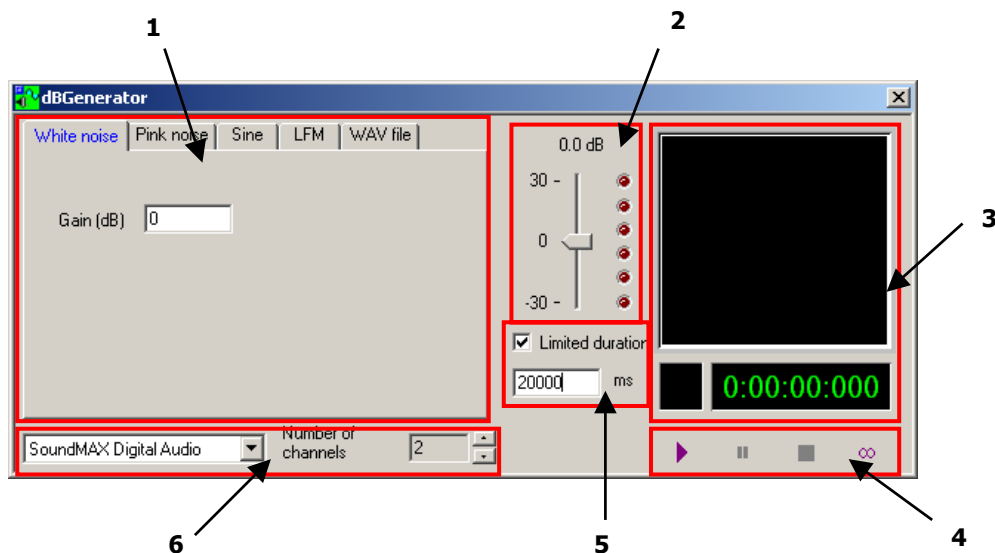 1
2
dBGenerator
White noise Pink noise Sine LFM WAV file
0.0 dB
30 -
Gain (dB) 0
0
3
-30 -
Limited duration
20000 ms
0:00:00:000
SoundMAX Digital Audio
Number of
channels
2
6
5
4